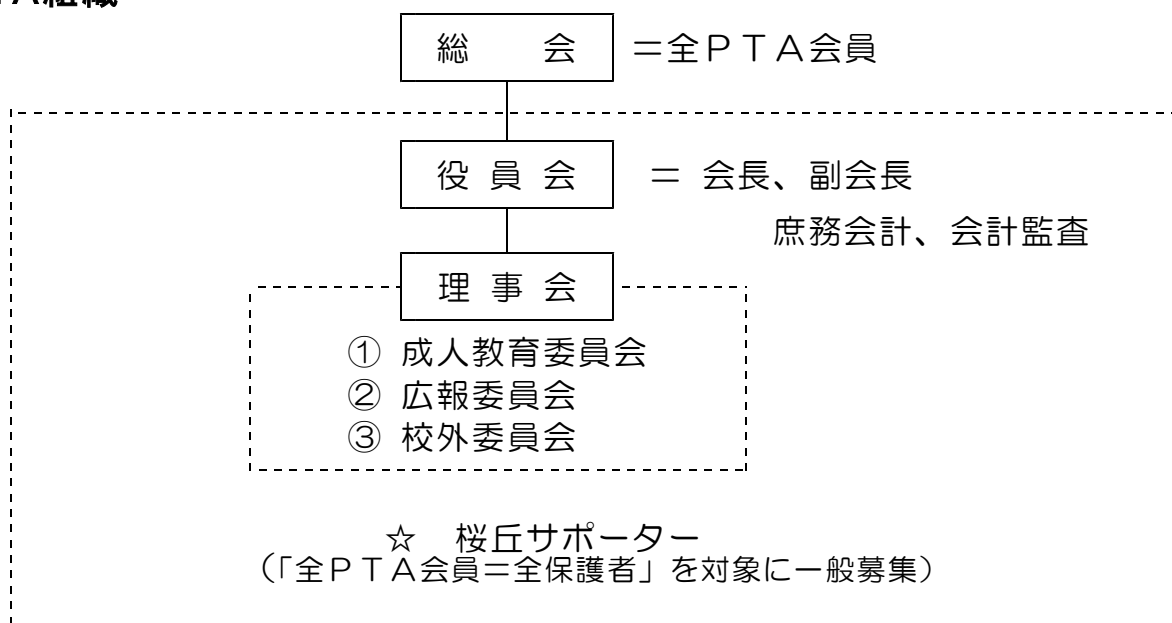 総　会 ＝全ＰＴＡ会員
役 員 会 ＝ 会長、副会長
庶務会計、会計監査
理 事 会
① 成人教育委員会
② 広報委員会
③ 校外委員会
☆　桜丘サポーター
（「全ＰＴＡ会員＝全保護者」を対象に一般募集）